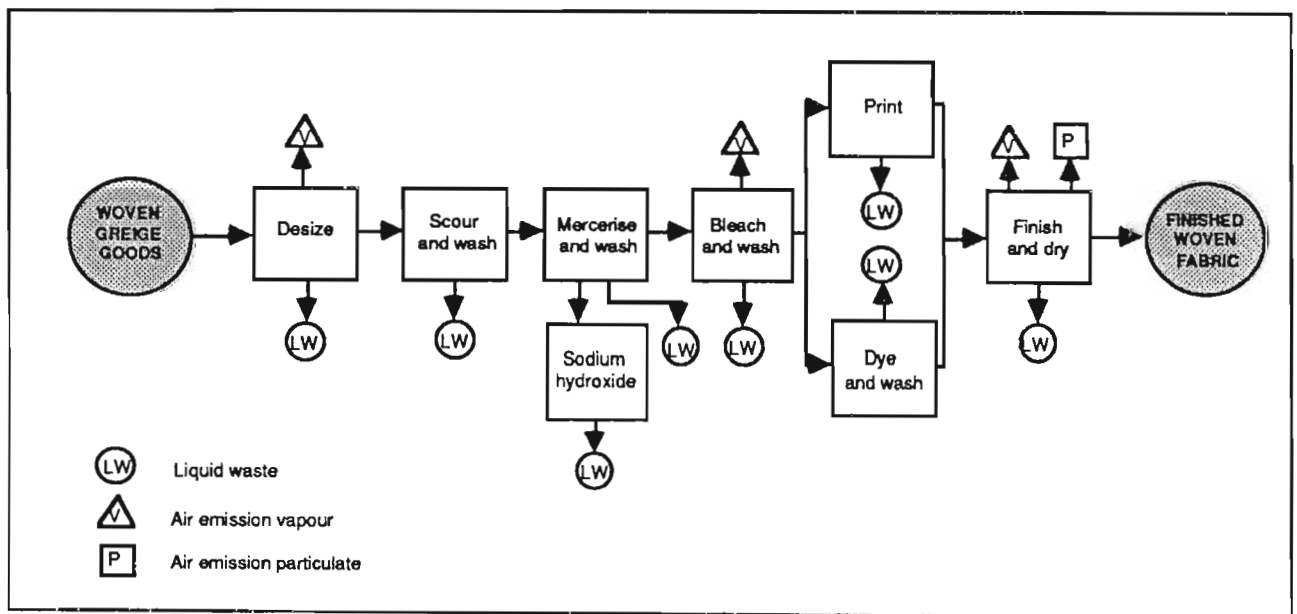 WOVEN
GREIGE
GOODS
V
Desize
LW
Scour
and wash
LW
Mercerise
and wash
LW
Sodium
hydroxide
LW
V
Bleach
and wash
LW
Print
LW
LW
Dye
and wash
V
P
Finish
and dry
LW
FINISHED
WOVEN
FABRIC
LW Liquid waste
V Air emission vapour
P Air emission particulate